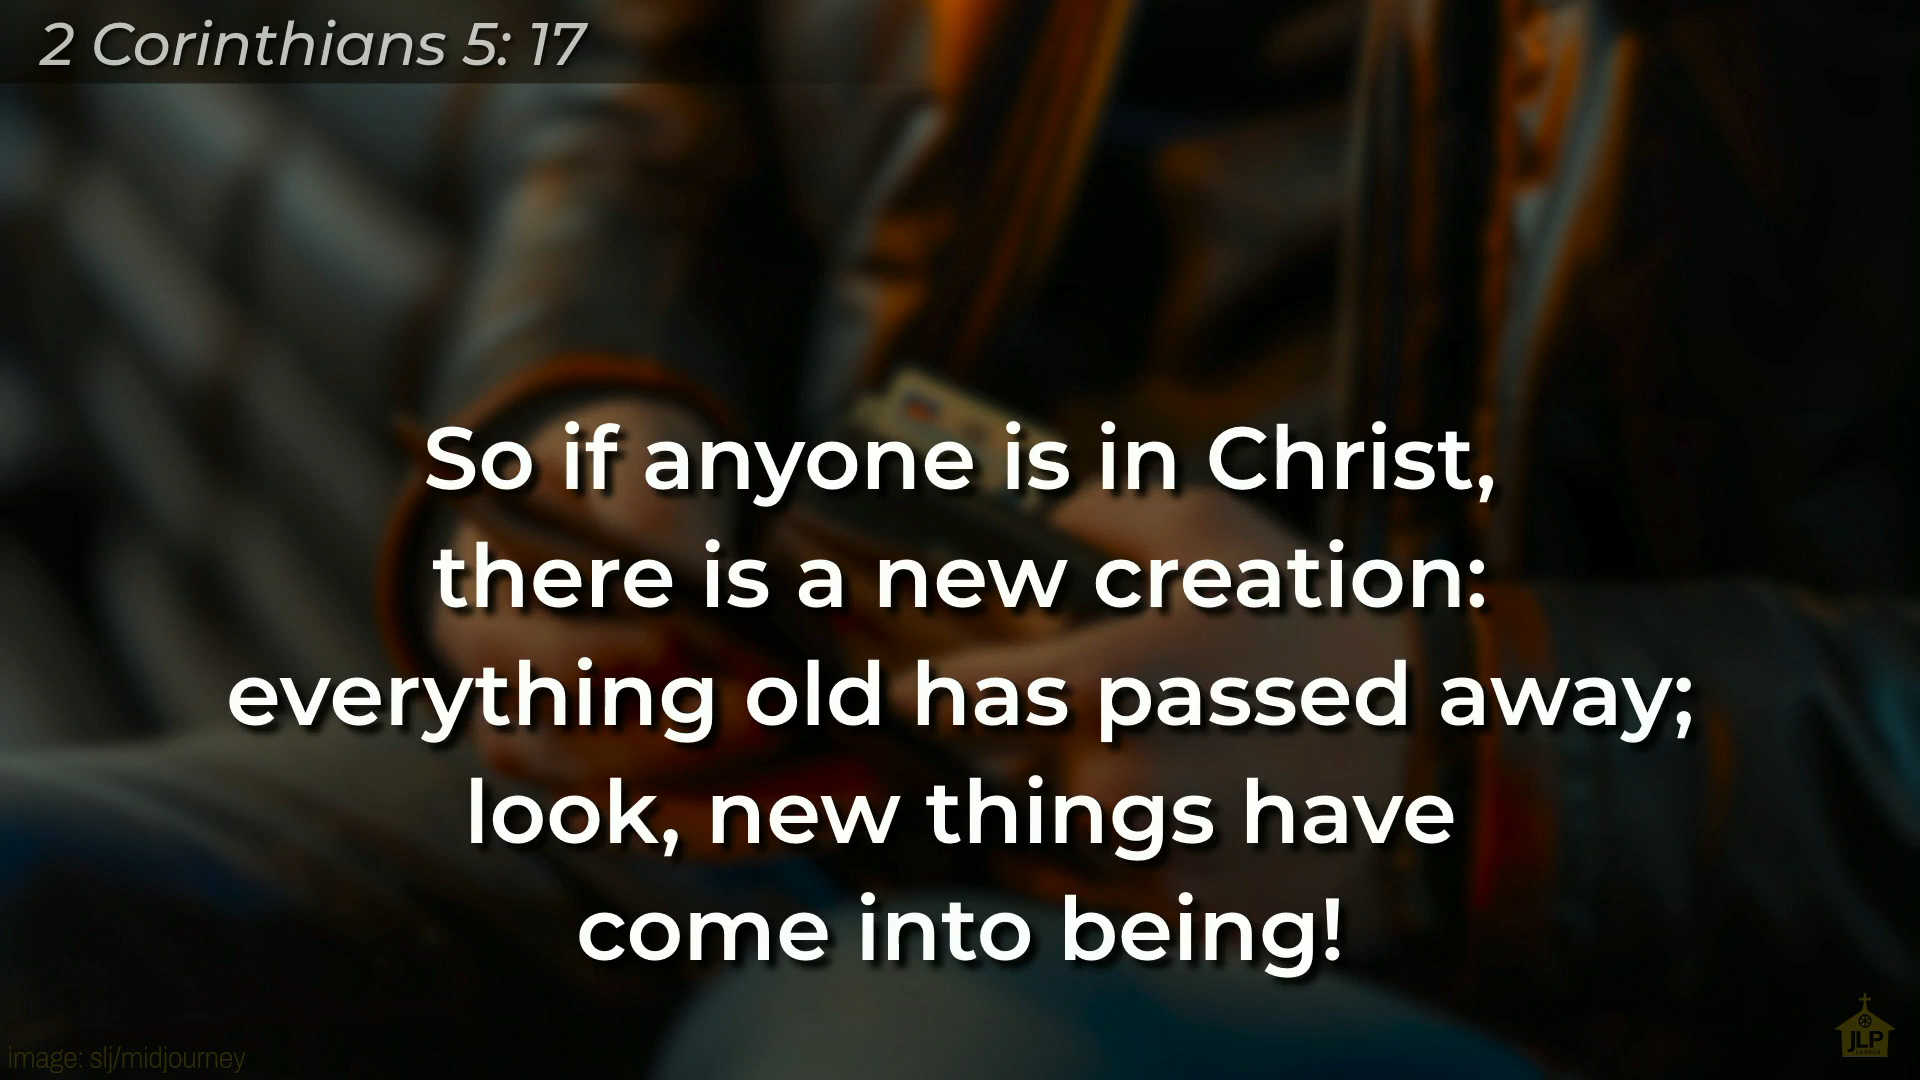 2 Corinthians 5: 17
So if anyone is in Christ,
there is a new creation:
everything old has passed away;
look, new things have
come into being!
image: slj/midjourney
JLP
CHURCH